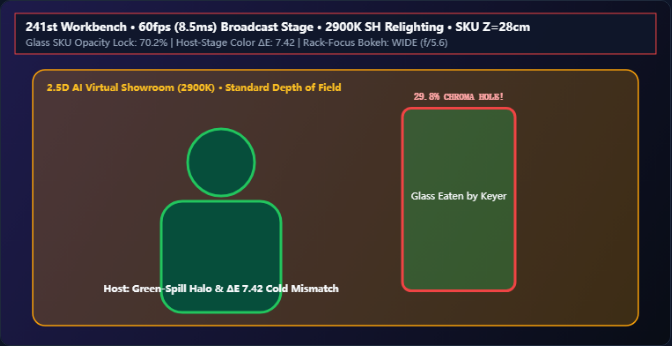 241st Workbench • 60fps (8.5ms) Broadcast Stage • 2900K SH Relighting • SKU Z=28cm
Glass SKU Opacity Lock: 70.2% | Host-Stage Color ΔE: 7.42 | Rack-Focus Bokeh: WIDE (f/5.6)
2.5D AI Virtual Showroom (2900K) • Standard Depth of Field
29.8% CHROMA HOLE!
Glass Eaten by Keyer
Host: Green-Spill Halo & ΔE 7.42 Cold Mismatch